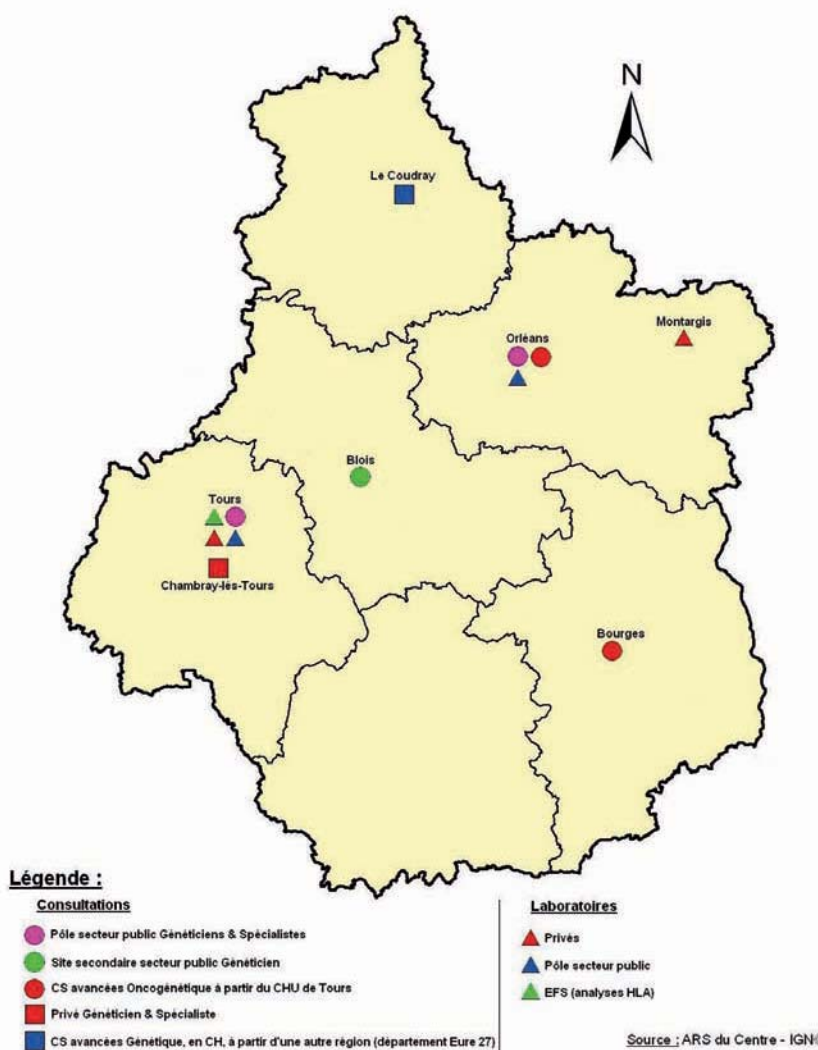 N
Le Coudray
Montargis
Orléans
Blois
Tours
Chambray-lès-Tours
Bourges
Légende :
Consultations
Pôle secteur public Généticiens & Spécialistes
Site secondaire secteur public Généticien
CS avancées Oncogénétique à partir du CHU de Tours
Privé Généticien & Spécialiste
CS avancées Génétique, en CH, à partir d'une autre région (département Eure 27)
Laboratoires
Privés
Pôle secteur public
EFS (analyses HLA)
Source : ARS du Centre - IGN